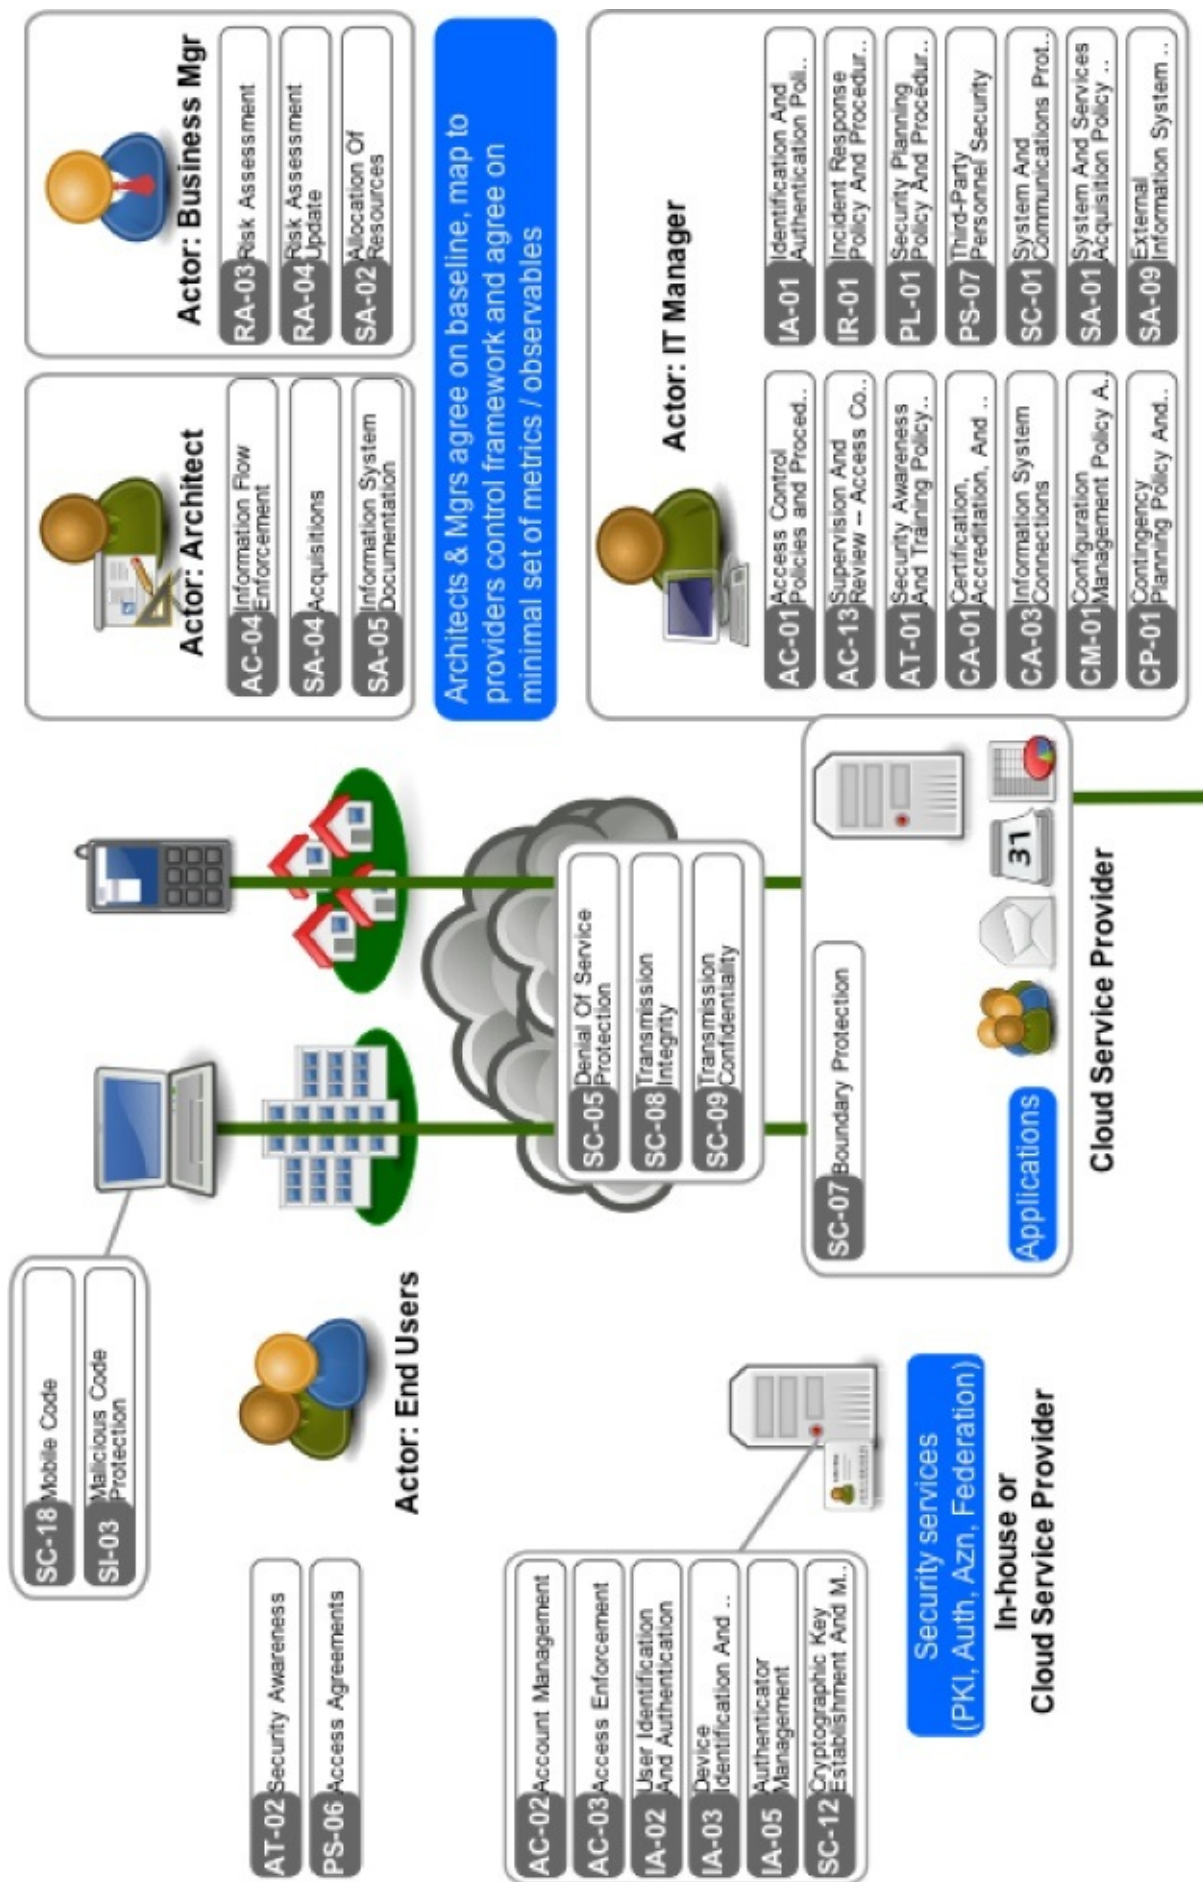 SC-18 Mobile Code
SI-03 Malicious Code
Protection
AT-02 Security Awareness
PS-06 Access Agreements
Actor: End Users
AC-02 Account Management
AC-03 Access Enforcement
IA-02 User Identification
And Authentication
IA-03 Device
Identification And ..
IA-05 Authenticator
Management
SC-12 Cryptographic Key
Establishment And M..
Security services
(PKI, Auth, Azn, Federation)
In-house or
Cloud Service Provider
SC-05 Denial Of Service
Protection
SC-08 Transmission
Integrity
SC-09 Transmission
Confidentiality
SC-07 Boundary Protection
31
Applications
Cloud Service Provider
Actor: Architect
AC-04 Information Flow
Enforcement
SA-04 Acquisitions
SA-05 Information System
Documentation
Actor: Business Mgr
RA-03 Risk Assessment
RA-04 Risk Assessment
Update
SA-02 Allocation Of
Resources
Architects & Mgrs agree on baseline, map to
providers control framework and agree on
minimal set of metrics / observables
Actor: IT Manager
AC-01 Access Control
Policies and Proced..
AC-13 Supervision And
Review -- Access Co..
AT-01 Security Awareness
And Training Policy..
CA-01 Certification,
Accreditation, And ..
CA-03 Information System
Connections
CM-01 Configuration
Management Policy A..
CP-01 Contingency
Planning Policy And..
IA-01 Identification And
Authentication Poli..
IR-01 Incident Response
Policy And Procedur..
PL-01 Security Planning
Policy And Procedur..
PS-07 Third-Party
Personnel Security
SC-01 System And
Communications Prot..
SA-01 System And Services
Acquisition Policy ..
SA-09 External
Information System ..